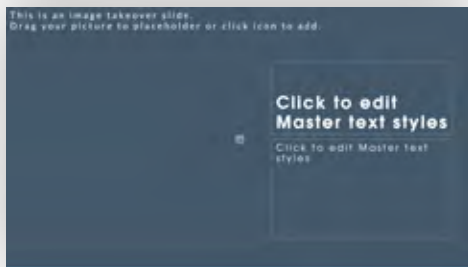 This is an image takeover slide.
Drag your picture to placeholder or click icon to add.
Click to edit
Master text styles
Click to edit Master text
styles